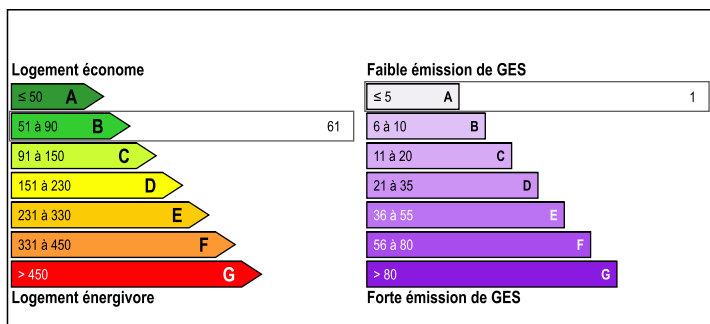 Logement économe
≤ 50 A
51 à 90 B 61
91 à 150 C
151 à 230 D
231 à 330 E
331 à 450 F
> 450 G
Logement énergivore
Faible émission de GES
≤ 5 A 1
6 à 10 B
11 à 20 C
21 à 35 D
36 à 55 E
56 à 80 F
> 80 G
Forte émission de GES